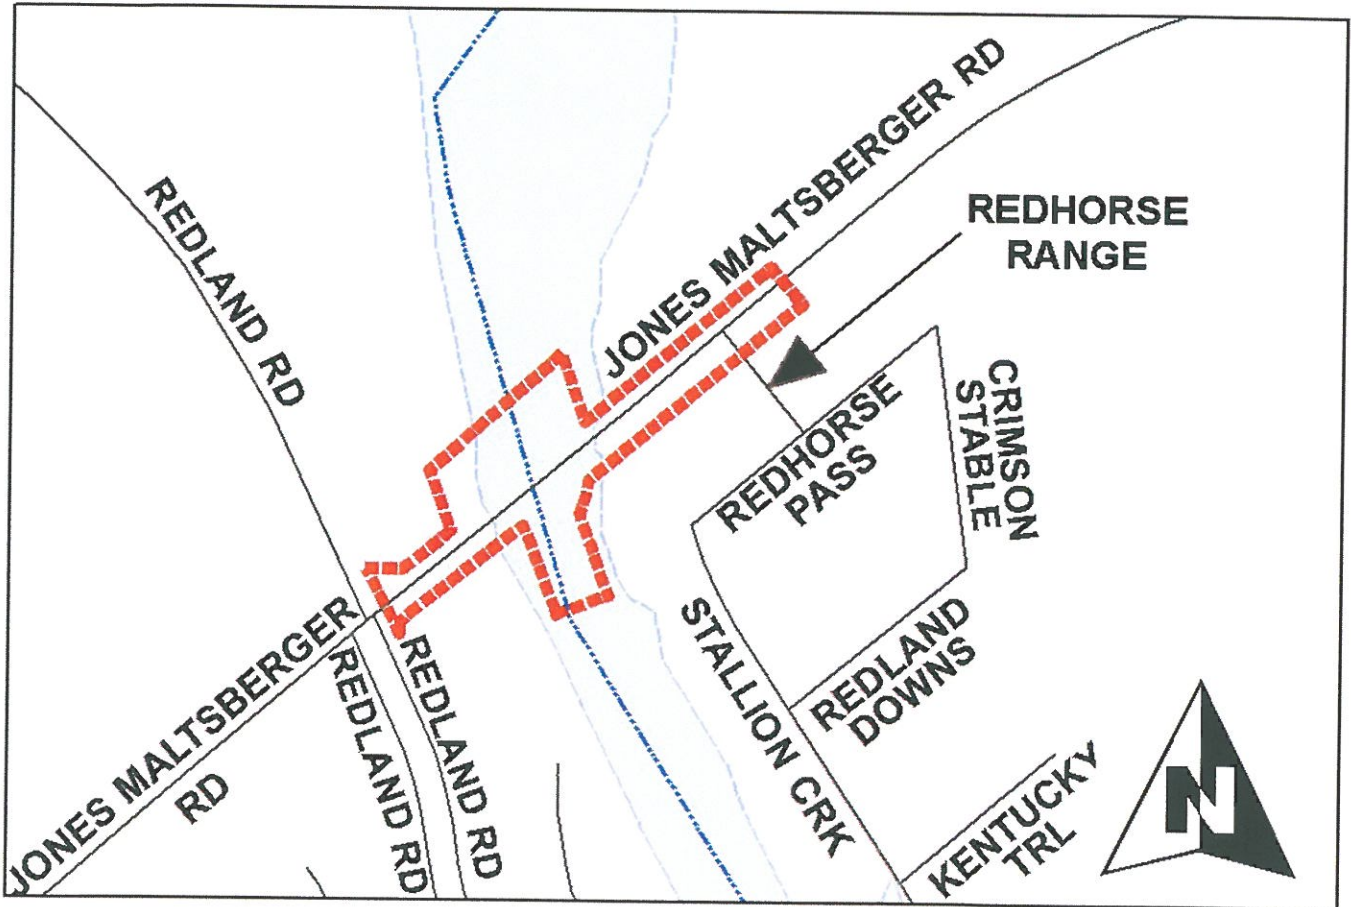 JONES MALTSBERGER RD
REDLAND RD
REDHORSE
RANGE
CRIMSON
STABLE
REDHORSE
PASS
JONES MALTSBERGER
RD
REDLAND RD
REDLAND RD
STALLION CRK
REDLAND
DOWNS
KENTUCKY
TRL
N